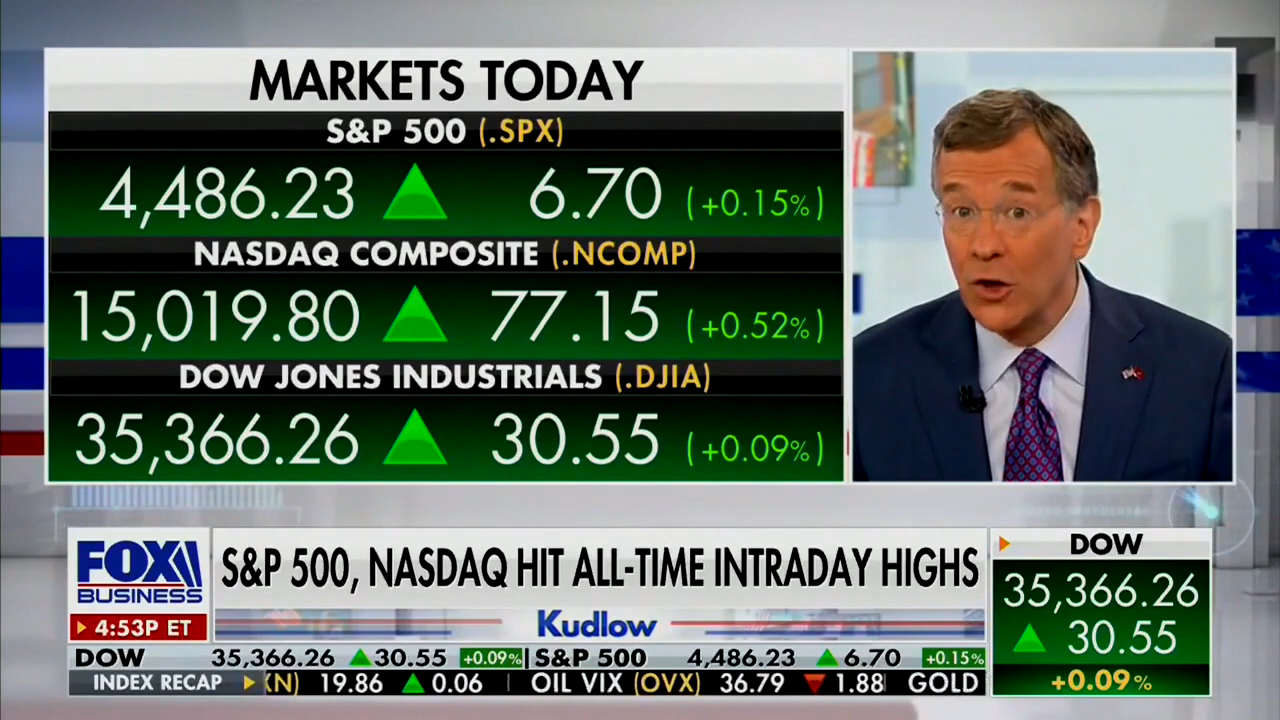 MARKETS TODAY
S&P 500 (.SPX)
4,486.23 ▲ 6.70 (+0.15%)
NASDAQ COMPOSITE (.NCOMP)
15,019.80 ▲ 77.15 (+0.52%)
DOW JONES INDUSTRIALS (.DJIA)
35,366.26 ▲ 30.55 (+0.09%)
FOX
BUSINESS
4:53P ET
S&P 500, NASDAQ HIT ALL-TIME INTRADAY HIGHS
Kudlow
DOW
35,366.26
▲ 30.55
+0.09%
DOW 35,366.26 ▲30.55 +0.09% S&P 500 4,486.23 ▲6.70 +0.15%
INDEX RECAP XN) 19.86 ▲ 0.06 OIL VIX (OVX) 36.79 ▼ 1.88 GOLD